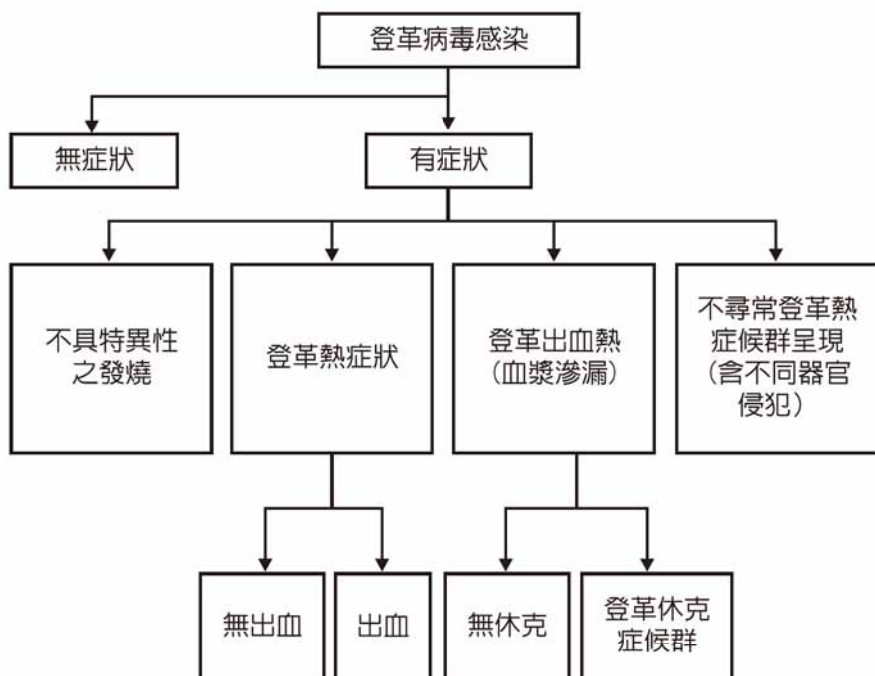 登革病毒感染
無症狀
有症狀
不具特異性
之發燒
登革熱症狀
登革出血熱
(血漿滲漏)
不尋常登革熱
症候群呈現
(含不同器官
侵犯)
無出血
出血
無休克
登革休克
症候群